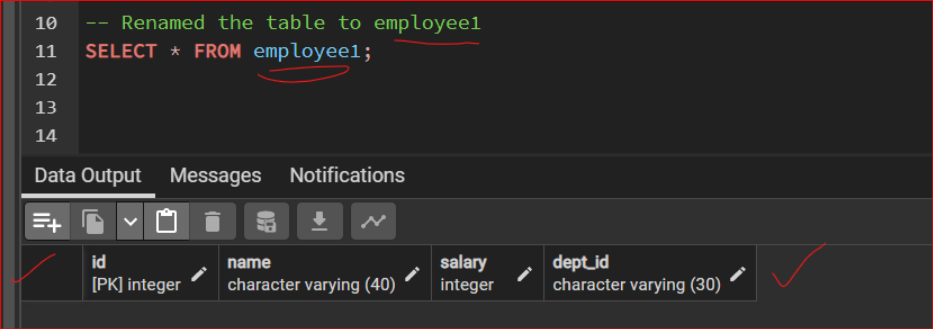 10 -- Renamed the table to employee1
11 SELECT * FROM employee1;
12
13
14
Data Output Messages Notifications
id name salary dept_id
[PK] integer character varying (40) integer character varying (30)